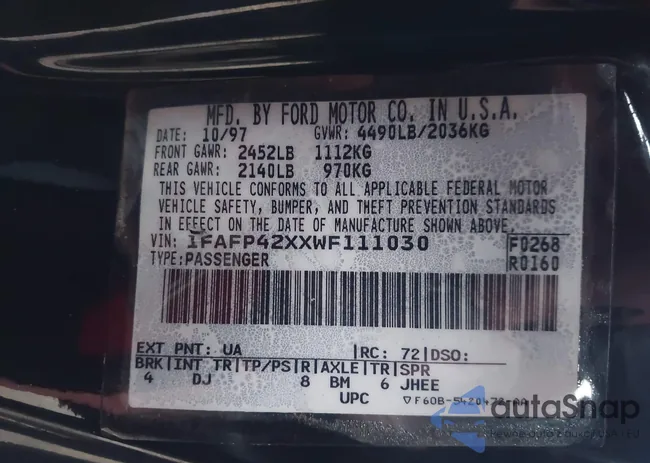 MFD. BY FORD MOTOR CO. IN U.S.A.
DATE: 10/97 GVWR: 4490LB/2036KG
FRONT GAWR: 2452LB 1112KG
REAR GAWR: 2140LB 970KG
THIS VEHICLE CONFORMS TO ALL APPLICABLE FEDERAL MOTOR
VEHICLE SAFETY, BUMPER, AND THEFT PREVENTION STANDARDS
IN EFFECT ON THE DATE OF MANUFACTURE SHOWN ABOVE.
VIN: 1FAFP42XXWF111030 F0268
TYPE: PASSENGER R0160
EXT PNT: UA RC: 72 DSO:
BRK INT TR TP/PS R AXLE TR SPR
4 DJ 8 BM 6 JHEE
UPC
autoSnap